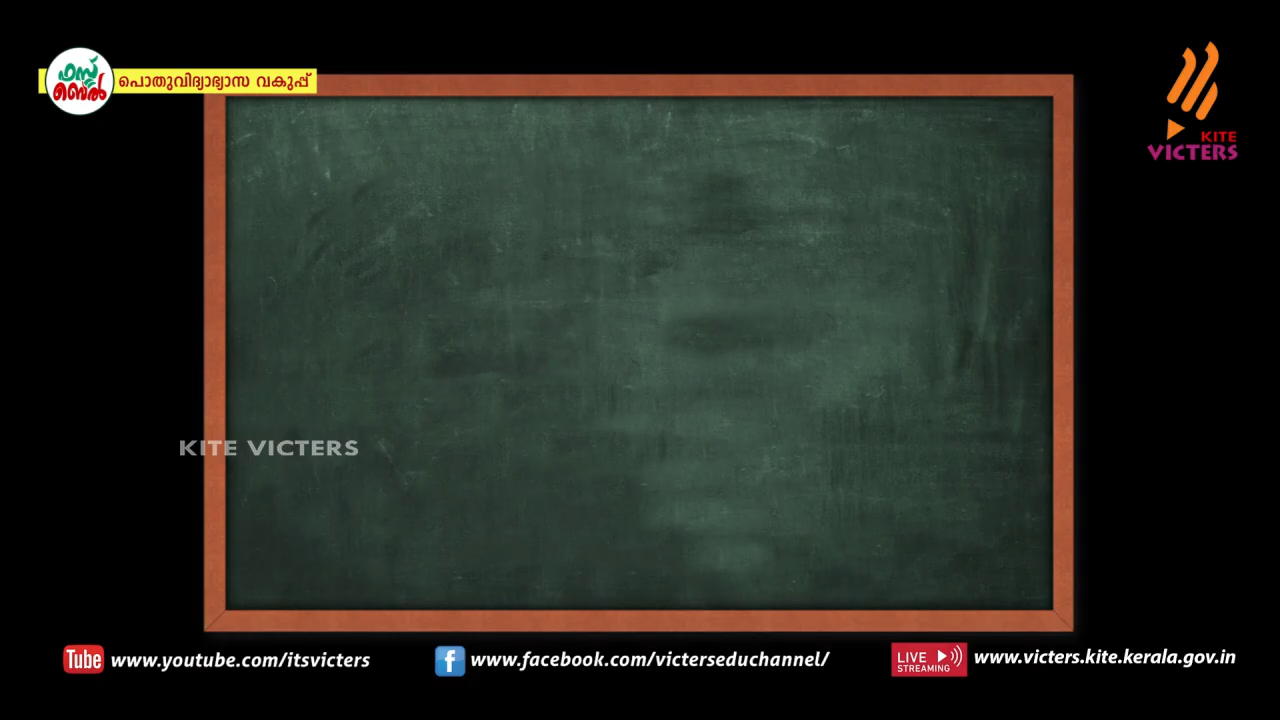 ഫസ്റ്റ്
ബെൽ
പൊതുവിദ്യാഭ്യാസ വകുപ്പ്
KITE
VICTERS
KITE VICTERS
Tube www.youtube.com/itsvicters
f www.facebook.com/victerseduchannel/
LIVE
STREAMING
www.victers.kite.kerala.gov.in